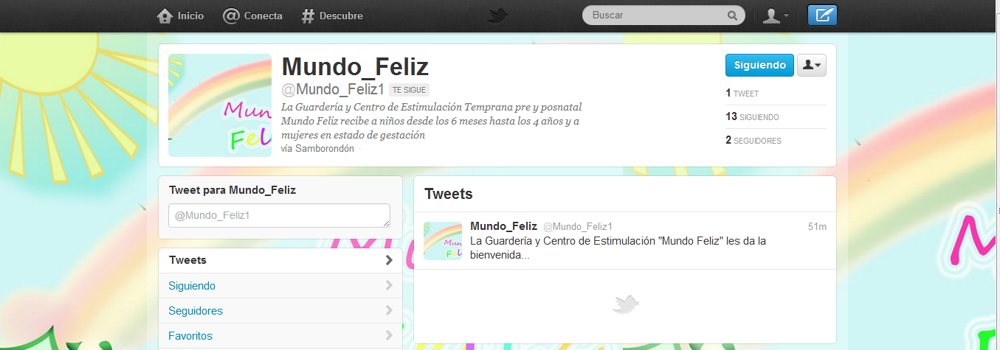 Inicio
Conecta
Descubre
Buscar
Mun
FeL
Mundo_Feliz
@Mundo_Feliz1 TE SIGUE
La Guardería y Centro de Estimulación Temprana pre y posnatal
Mundo Feliz recibe a niños desde los 6 meses hasta los 4 años y a
mujeres en estado de gestación
vía Samborondón
Siguiendo
1 TWEET
13 SIGUIENDO
2 SEGUIDORES
Tweet para Mundo_Feliz
@Mundo_Feliz1
Tweets
Siguiendo
Seguidores
Favoritos
Tweets
Mundo_Feliz @Mundo_Feliz1 51m
La Guardería y Centro de Estimulación "Mundo Feliz" les da la
bienvenida...